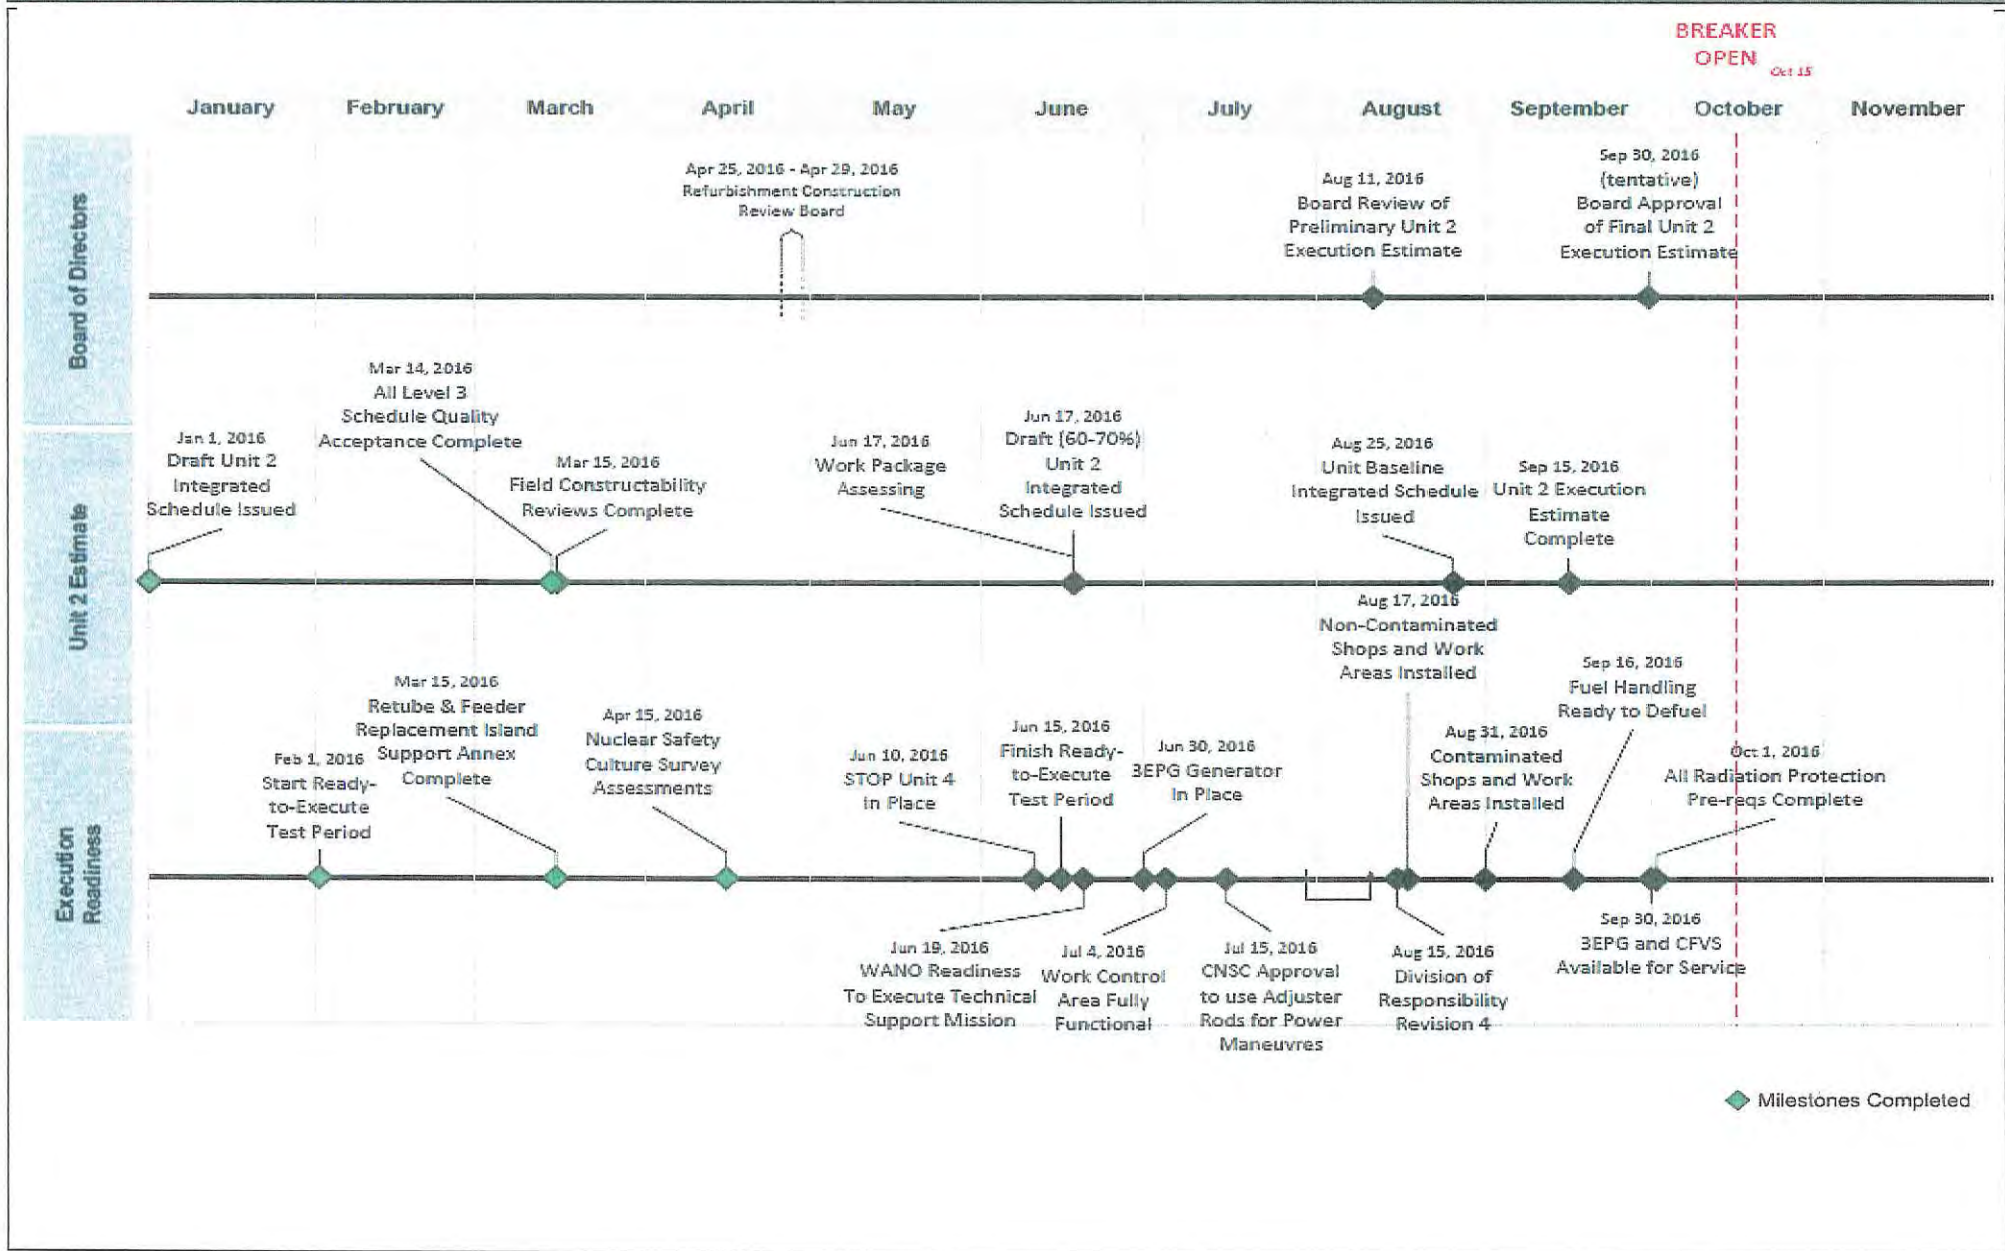 BREAKER
OPEN
Oct 15
January February March April May June July August September October November
Board of Directors
Apr 25, 2016 - Apr 29, 2016
Refurbishment Construction
Review Board
Aug 11, 2016
Board Review of
Preliminary Unit 2
Execution Estimate
Sep 30, 2016
(tentative)
Board Approval
of Final Unit 2
Execution Estimate
Unit 2 Estimate
Jan 1, 2016
Draft Unit 2
Integrated
Schedule Issued
Mar 14, 2016
All Level 3
Schedule Quality
Acceptance Complete
Mar 15, 2016
Field Constructability
Reviews Complete
Jun 17, 2016
Work Package
Assessing
Jun 17, 2016
Draft (60-70%)
Unit 2
Integrated
Schedule Issued
Aug 25, 2016
Unit Baseline
Integrated Schedule
Issued
Sep 15, 2016
Unit 2 Execution
Estimate
Complete
Execution
Readiness
Feb 1, 2016
Start Ready-
to-Execute
Test Period
Mar 15, 2016
Retube & Feeder
Replacement Island
Support Annex
Complete
Apr 15, 2016
Nuclear Safety
Culture Survey
Assessments
Jun 10, 2016
STOP Unit 4
In Place
Jun 15, 2016
Finish Ready-
to-Execute
Test Period
Jun 30, 2016
3EPG Generator
In Place
Aug 17, 2016
Non-Contaminated
Shops and Work
Areas Installed
Aug 31, 2016
Contaminated
Shops and Work
Areas Installed
Sep 16, 2016
Fuel Handling
Ready to Defuel
Oct 1, 2016
All Radiation Protection
Pre-reqs Complete
Jun 19, 2016
WANO Readiness
To Execute Technical
Support Mission
Jul 4, 2016
Work Control
Area Fully
Functional
Jul 15, 2016
CNSC Approval
to use Adjuster
Rods for Power
Maneuvres
Aug 15, 2016
Division of
Responsibility
Revision 4
Sep 30, 2016
3EPG and CFVS
Available for Service
Milestones Completed